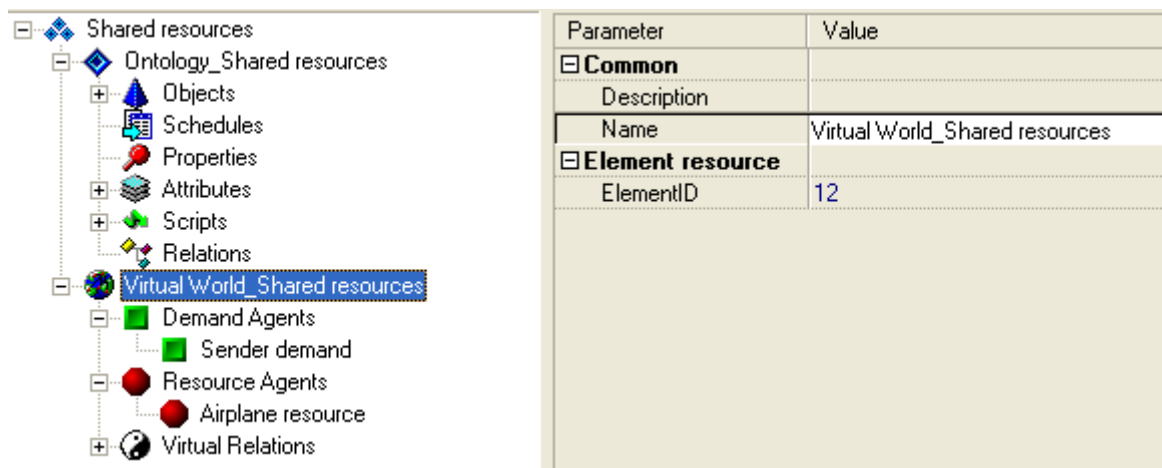 Shared resources
Ontology_Shared resources
Objects
Schedules
Properties
Attributes
Scripts
Relations
Virtual World_Shared resources
Demand Agents
Sender demand
Resource Agents
Airplane resource
Virtual Relations
Parameter Value
Common
Description
Name Virtual World_Shared resources
Element resource
ElementID 12